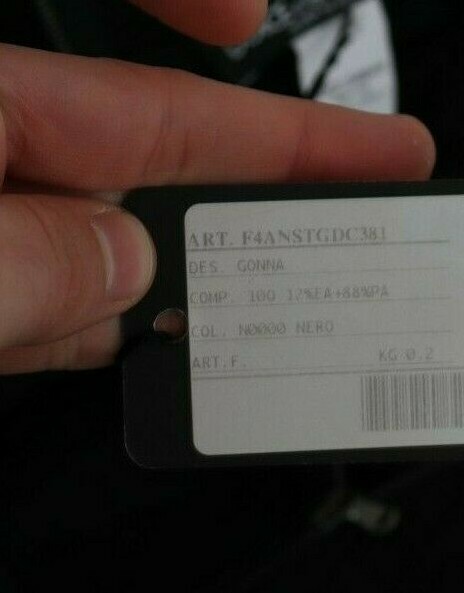 ART. F4ANSTGDC381
DES. GONNA
COMP. 100 12%EA+88%PA
COL. N0000 NERO
ART.F. KG 0.2